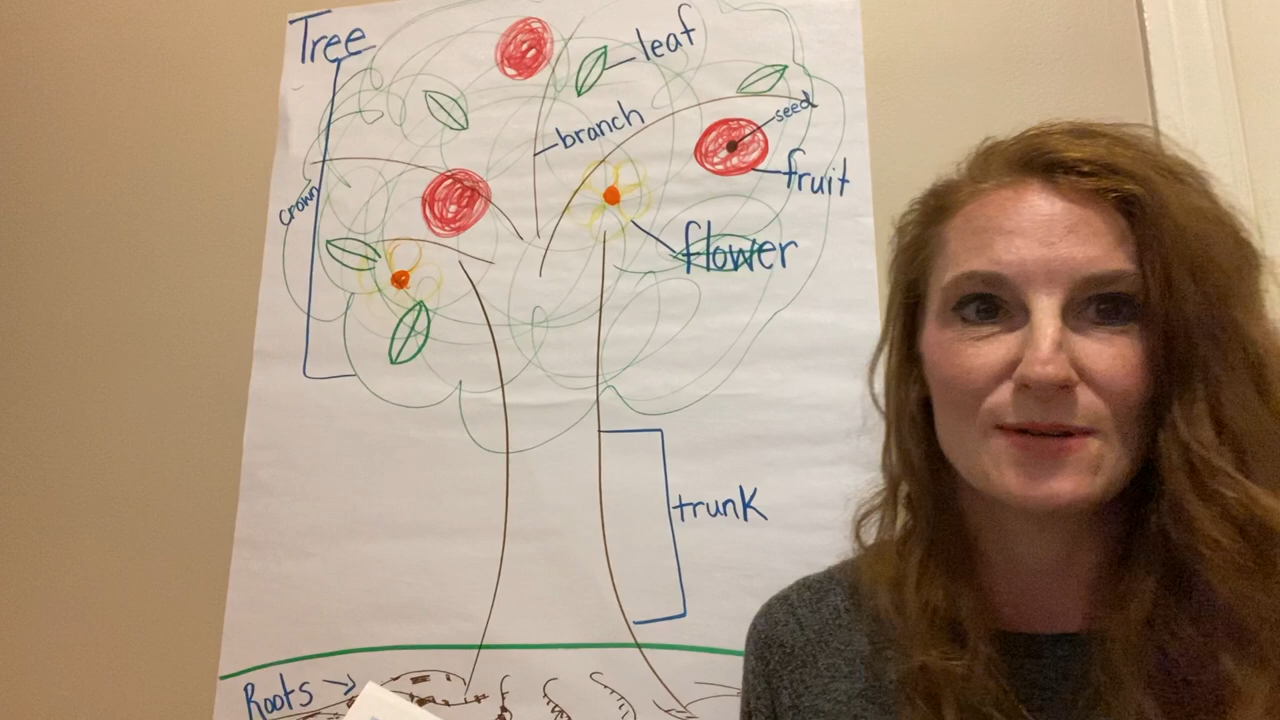 Tree
leaf
branch
seed
fruit
crown
flower
trunk
Roots